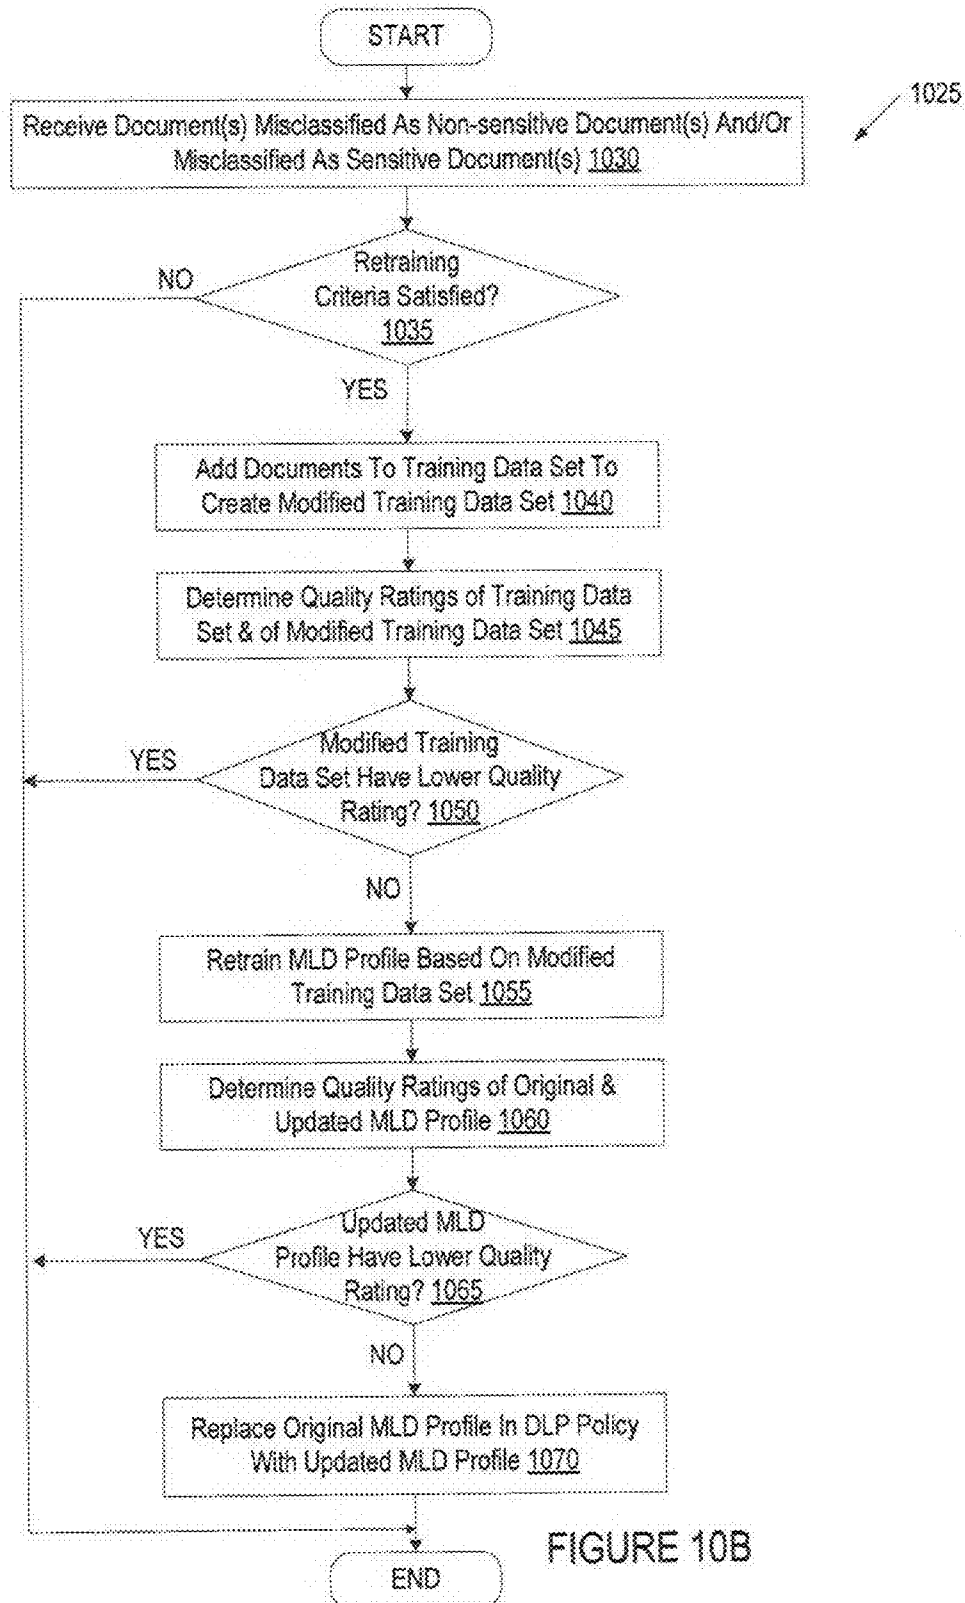 START
1025
Receive Document(s) Misclassified As Non-sensitive Document(s) And/Or
Misclassified As Sensitive Document(s) 1030
Retraining
Criteria Satisfied?
1035
NO
YES
Add Documents To Training Data Set To
Create Modified Training Data Set 1040
Determine Quality Ratings of Training Data
Set & of Modified Training Data Set 1045
Modified Training
Data Set Have Lower Quality
Rating? 1050
YES
NO
Retrain MLD Profile Based On Modified
Training Data Set 1055
Determine Quality Ratings of Original &
Updated MLD Profile 1060
Updated MLD
Profile Have Lower Quality
Rating? 1065
YES
NO
Replace Original MLD Profile In DLP Policy
With Updated MLD Profile 1070
END
FIGURE 10B